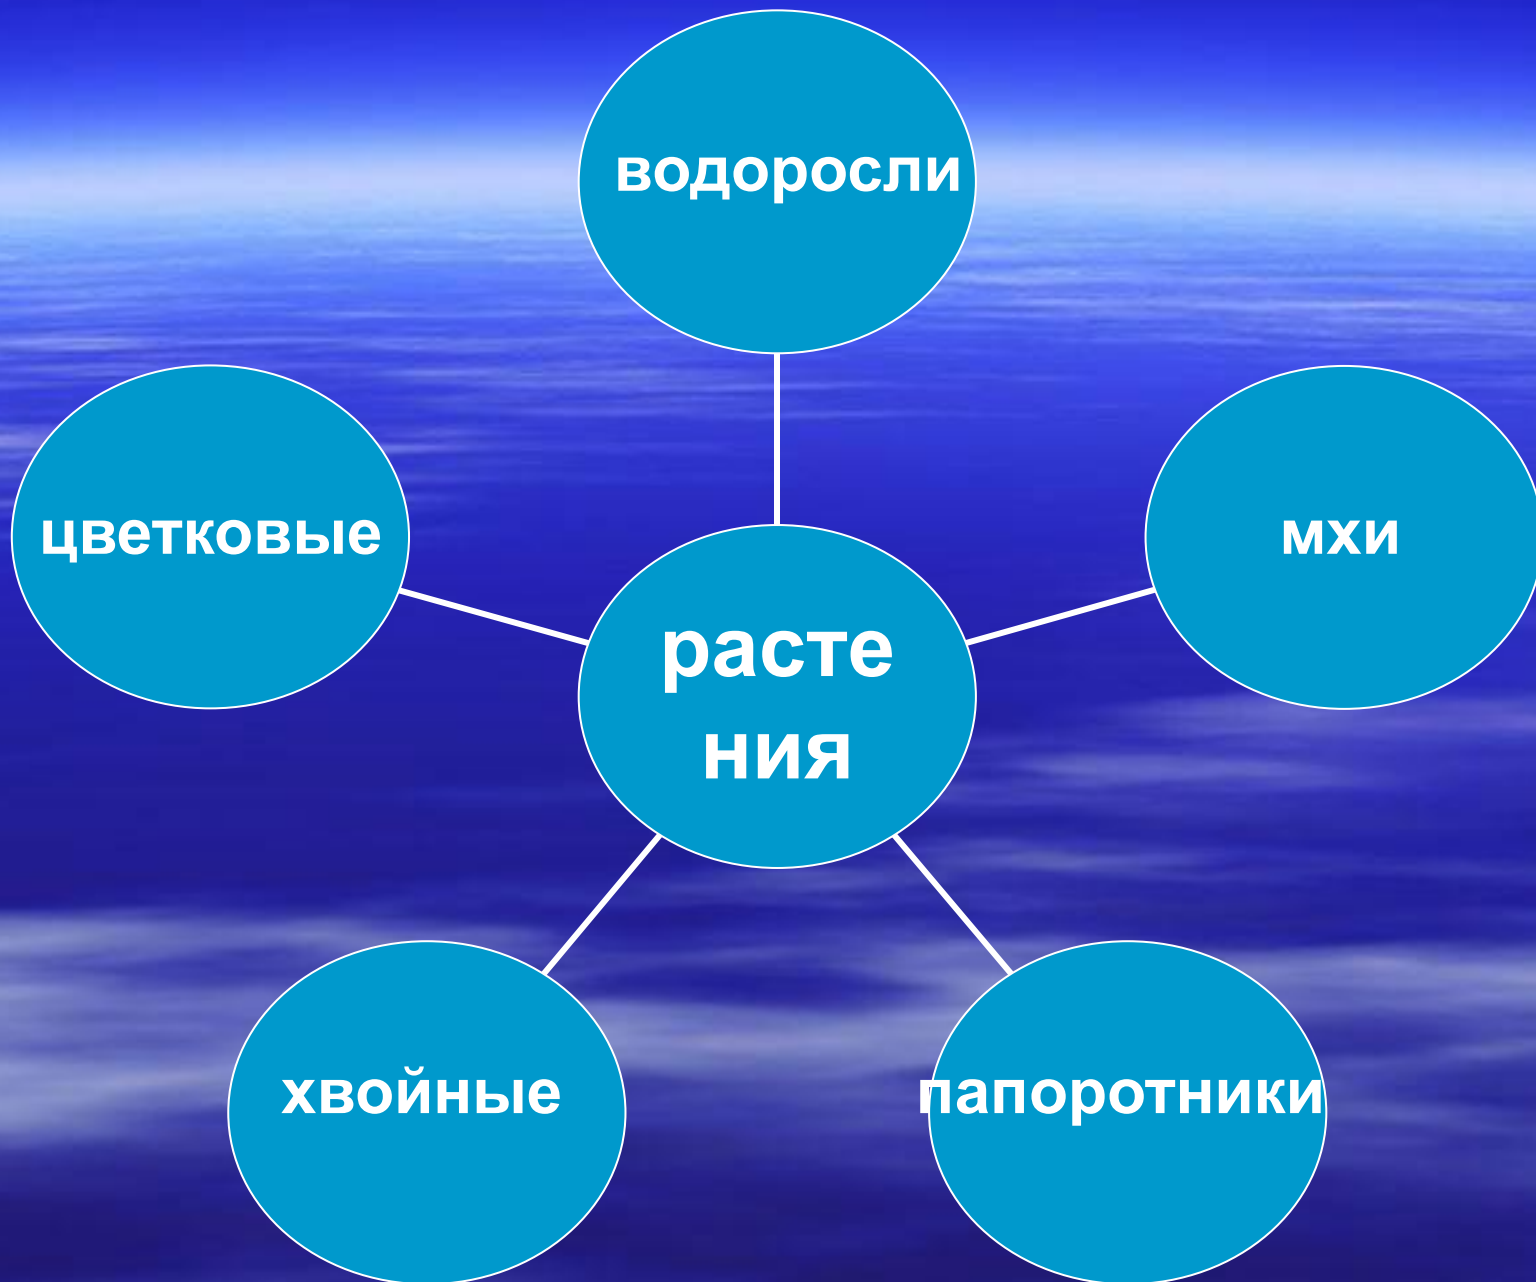 водоросли
цветковые
мхи
расте
ния
хвойные
папоротники